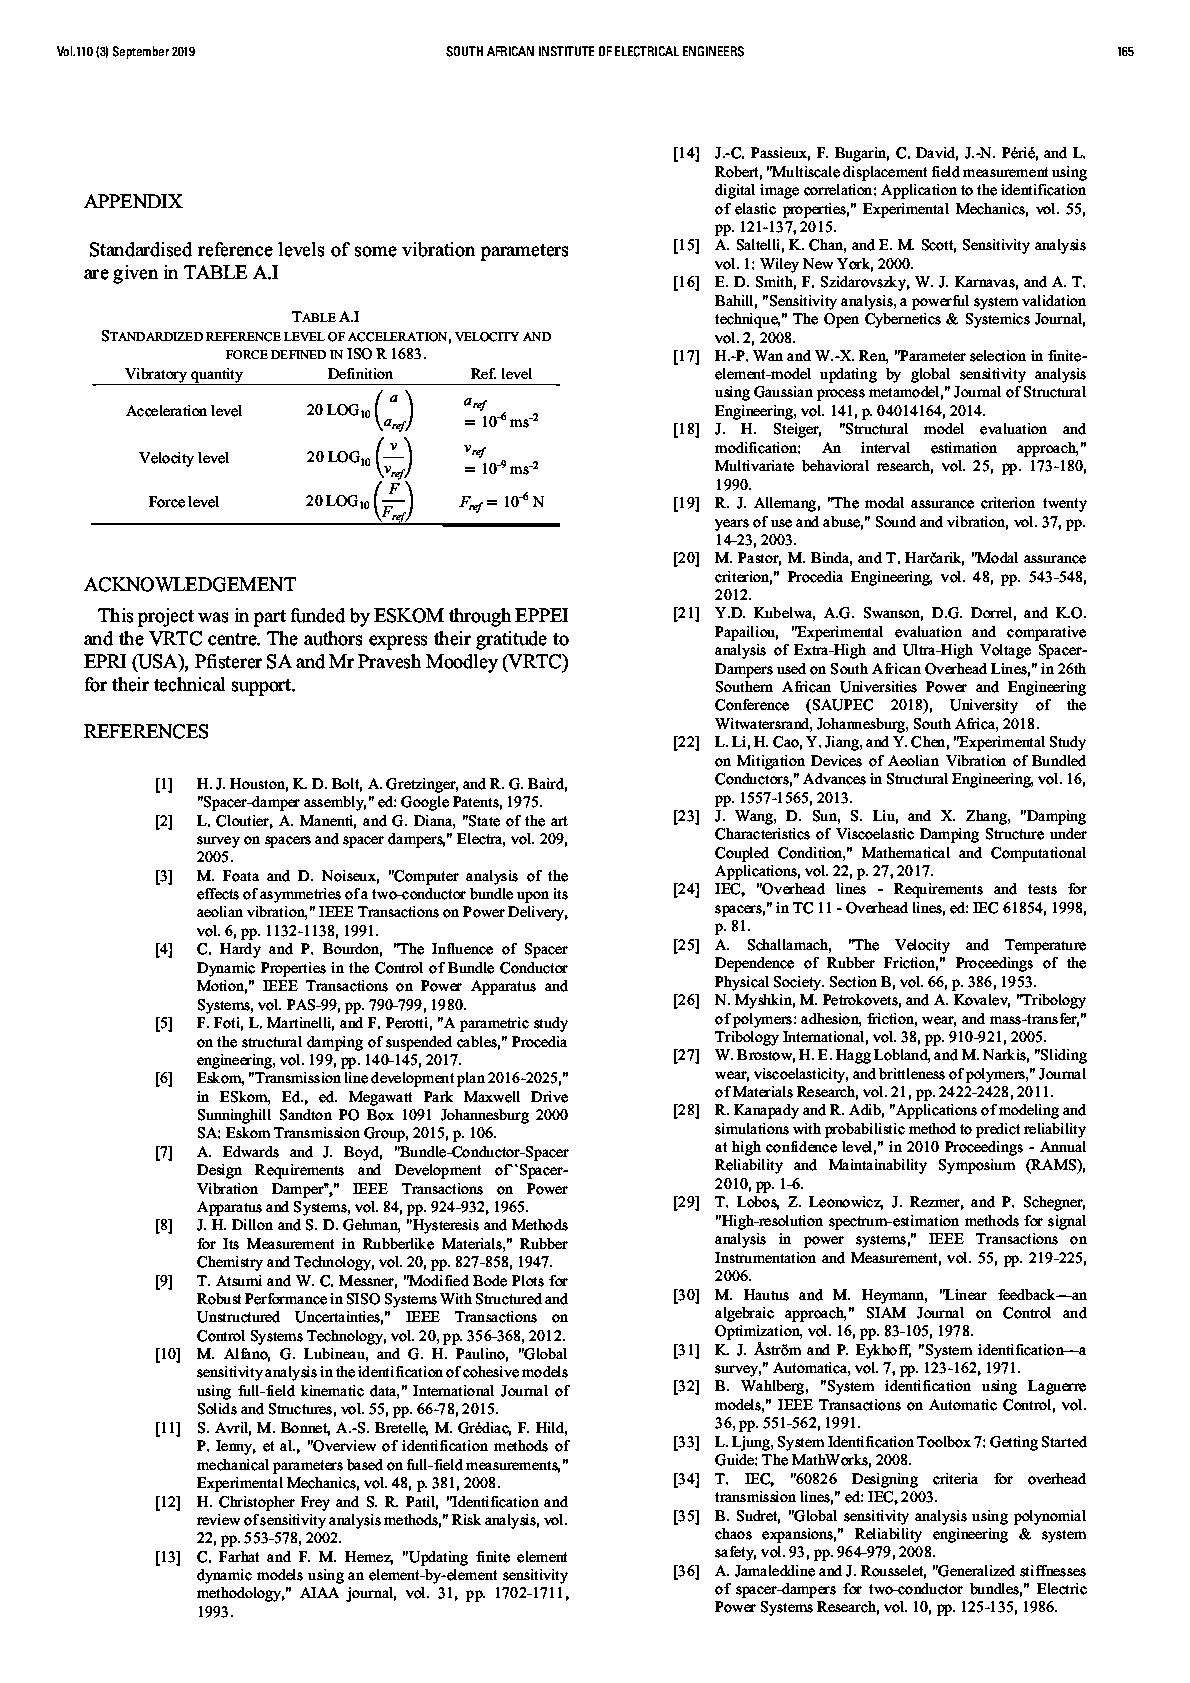 Vol.110 (3) September 2019 SOUTH AFRICAN INSTITUTE OF ELECTRICAL ENGINEERS 165
APPENDIX
Standardised reference levels of some vibration parameters
are given in TABLE A.I
TABLE A.I
STANDARDIZED REFERENCE LEVEL OF ACCELERATION, VELOCITY AND
FORCE DEFINED IN ISO R 1683.
Vibratory quantity Definition Ref. level
Acceleration level 20 LOG₁₀ (a / a_ref) a_ref = 10⁻⁶ ms⁻²
Velocity level 20 LOG₁₀ (v / v_ref) v_ref = 10⁻⁹ ms⁻²
Force level 20 LOG₁₀ (F / F_ref) F_ref = 10⁻⁶ N
ACKNOWLEDGEMENT
This project was in part funded by ESKOM through EPPEI
and the VRTC centre. The authors express their gratitude to
EPRI (USA), Pfisterer SA and Mr Pravesh Moodley (VRTC)
for their technical support.
REFERENCES
[1] H. J. Houston, K. D. Bolt, A. Gretzinger, and R. G. Baird,
"Spacer-damper assembly," ed: Google Patents, 1975.
[2] L. Cloutier, A. Manenti, and G. Diana, "State of the art
survey on spacers and spacer dampers," Electra, vol. 209,
2005.
[3] M. Foata and D. Noiseux, "Computer analysis of the
effects of asymmetries of a two-conductor bundle upon its
aeolian vibration," IEEE Transactions on Power Delivery,
vol. 6, pp. 1132-1138, 1991.
[4] C. Hardy and P. Bourdon, "The Influence of Spacer
Dynamic Properties in the Control of Bundle Conductor
Motion," IEEE Transactions on Power Apparatus and
Systems, vol. PAS-99, pp. 790-799, 1980.
[5] F. Foti, L. Martinelli, and F. Perotti, "A parametric study
on the structural damping of suspended cables," Procedia
engineering, vol. 199, pp. 140-145, 2017.
[6] Eskom, "Transmission line development plan 2016-2025,"
in ESkom, Ed., ed. Megawatt Park Maxwell Drive
Sunninghill Sandton PO Box 1091 Johannesburg 2000
SA: Eskom Transmission Group, 2015, p. 106.
[7] A. Edwards and J. Boyd, "Bundle-Conductor-Spacer
Design Requirements and Development of``Spacer-
Vibration Damper''," IEEE Transactions on Power
Apparatus and Systems, vol. 84, pp. 924-932, 1965.
[8] J. H. Dillon and S. D. Gehman, "Hysteresis and Methods
for Its Measurement in Rubberlike Materials," Rubber
Chemistry and Technology, vol. 20, pp. 827-858, 1947.
[9] T. Atsumi and W. C. Messner, "Modified Bode Plots for
Robust Performance in SISO Systems With Structured and
Unstructured Uncertainties," IEEE Transactions on
Control Systems Technology, vol. 20, pp. 356-368, 2012.
[10] M. Alfano, G. Lubineau, and G. H. Paulino, "Global
sensitivity analysis in the identification of cohesive models
using full-field kinematic data," International Journal of
Solids and Structures, vol. 55, pp. 66-78, 2015.
[11] S. Avril, M. Bonnet, A.-S. Bretelle, M. Grédiac, F. Hild,
P. Ienny, et al., "Overview of identification methods of
mechanical parameters based on full-field measurements,"
Experimental Mechanics, vol. 48, p. 381, 2008.
[12] H. Christopher Frey and S. R. Patil, "Identification and
review of sensitivity analysis methods," Risk analysis, vol.
22, pp. 553-578, 2002.
[13] C. Farhat and F. M. Hemez, "Updating finite element
dynamic models using an element-by-element sensitivity
methodology," AIAA journal, vol. 31, pp. 1702-1711,
1993.
[14] J.-C. Passieux, F. Bugarin, C. David, J.-N. Périé, and L.
Robert, "Multiscale displacement field measurement using
digital image correlation: Application to the identification
of elastic properties," Experimental Mechanics, vol. 55,
pp. 121-137, 2015.
[15] A. Saltelli, K. Chan, and E. M. Scott, Sensitivity analysis
vol. 1: Wiley New York, 2000.
[16] E. D. Smith, F. Szidarovszky, W. J. Karnavas, and A. T.
Bahill, "Sensitivity analysis, a powerful system validation
technique," The Open Cybernetics & Systemics Journal,
vol. 2, 2008.
[17] H.-P. Wan and W.-X. Ren, "Parameter selection in finite-
element-model updating by global sensitivity analysis
using Gaussian process metamodel," Journal of Structural
Engineering, vol. 141, p. 04014164, 2014.
[18] J. H. Steiger, "Structural model evaluation and
modification: An interval estimation approach,"
Multivariate behavioral research, vol. 25, pp. 173-180,
1990.
[19] R. J. Allemang, "The modal assurance criterion twenty
years of use and abuse," Sound and vibration, vol. 37, pp.
14-23, 2003.
[20] M. Pastor, M. Binda, and T. Harčarik, "Modal assurance
criterion," Procedia Engineering, vol. 48, pp. 543-548,
2012.
[21] Y.D. Kubelwa, A.G. Swanson, D.G. Dorrel, and K.O.
Papailiou, "Experimental evaluation and comparative
analysis of Extra-High and Ultra-High Voltage Spacer-
Dampers used on South African Overhead Lines," in 26th
Southern African Universities Power and Engineering
Conference (SAUPEC 2018), University of the
Witwatersrand, Johannesburg, South Africa, 2018.
[22] L. Li, H. Cao, Y. Jiang, and Y. Chen, "Experimental Study
on Mitigation Devices of Aeolian Vibration of Bundled
Conductors," Advances in Structural Engineering, vol. 16,
pp. 1557-1565, 2013.
[23] J. Wang, D. Sun, S. Liu, and X. Zhang, "Damping
Characteristics of Viscoelastic Damping Structure under
Coupled Condition," Mathematical and Computational
Applications, vol. 22, p. 27, 2017.
[24] IEC, "Overhead lines - Requirements and tests for
spacers," in TC 11 - Overhead lines, ed: IEC 61854, 1998,
p. 81.
[25] A. Schallamach, "The Velocity and Temperature
Dependence of Rubber Friction," Proceedings of the
Physical Society. Section B, vol. 66, p. 386, 1953.
[26] N. Myshkin, M. Petrokovets, and A. Kovalev, "Tribology
of polymers: adhesion, friction, wear, and mass-transfer,"
Tribology International, vol. 38, pp. 910-921, 2005.
[27] W. Brostow, H. E. Hagg Lobland, and M. Narkis, "Sliding
wear, viscoelasticity, and brittleness of polymers," Journal
of Materials Research, vol. 21, pp. 2422-2428, 2011.
[28] R. Kanapady and R. Adib, "Applications of modeling and
simulations with probabilistic method to predict reliability
at high confidence level," in 2010 Proceedings - Annual
Reliability and Maintainability Symposium (RAMS),
2010, pp. 1-6.
[29] T. Lobos, Z. Leonowicz, J. Rezmer, and P. Schegner,
"High-resolution spectrum-estimation methods for signal
analysis in power systems," IEEE Transactions on
Instrumentation and Measurement, vol. 55, pp. 219-225,
2006.
[30] M. Hautus and M. Heymann, "Linear feedback—an
algebraic approach," SIAM Journal on Control and
Optimization, vol. 16, pp. 83-105, 1978.
[31] K. J. Åström and P. Eykhoff, "System identification—a
survey," Automatica, vol. 7, pp. 123-162, 1971.
[32] B. Wahlberg, "System identification using Laguerre
models," IEEE Transactions on Automatic Control, vol.
36, pp. 551-562, 1991.
[33] L. Ljung, System Identification Toolbox 7: Getting Started
Guide: The MathWorks, 2008.
[34] T. IEC, "60826 Designing criteria for overhead
transmission lines," ed: IEC, 2003.
[35] B. Sudret, "Global sensitivity analysis using polynomial
chaos expansions," Reliability engineering & system
safety, vol. 93, pp. 964-979, 2008.
[36] A. Jamaleddine and J. Rousselet, "Generalized stiffnesses
of spacer-dampers for two-conductor bundles," Electric
Power Systems Research, vol. 10, pp. 125-135, 1986.